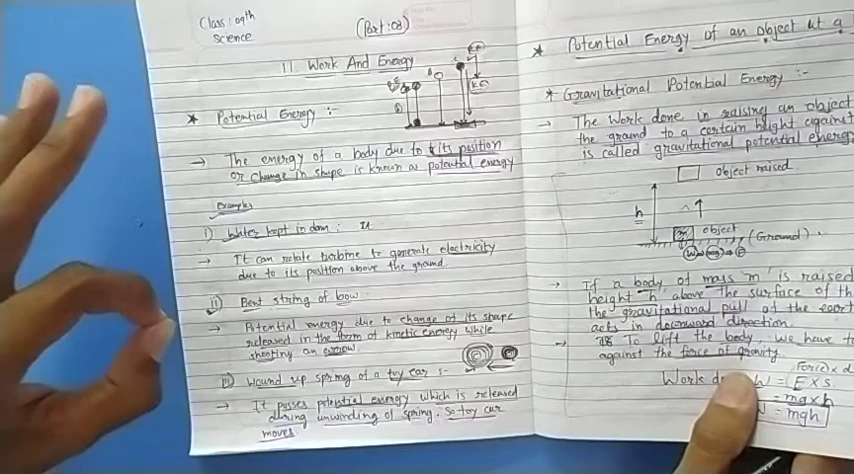 Class: 09th
Science
(Part: 08)
11. Work And Energy
* Potential Energy :-
→ The energy of a body due to its position
or change in shape is known as potential energy
Examples
i) Water kept in dam :
→ It can rotate turbine to generate electricity
due to its position above the ground.
ii) Bent string of bow
→ Potential energy due to change of its shape
released in the form of kinetic energy while
shooting an arrow.
iii) Wound up spring of a toy car :-
→ It posses potential energy which is released
during unwinding of spring. So toy car
moves
* Potential Energy of an object at a
* Gravitational Potential Energy :-
→ The Work done in raising an object
the ground to a certain height against
is called gravitational potential energy
object raised
h
object
(Ground)
→ If a body, of mass 'm' is raised
height 'h' above the surface of th
the gravitational pull of the eart
acts in downward direction.
→ To lift the body, we have to
against the force of gravity.
Force) × d
Work d W = F × s
= mg × h
W = mgh